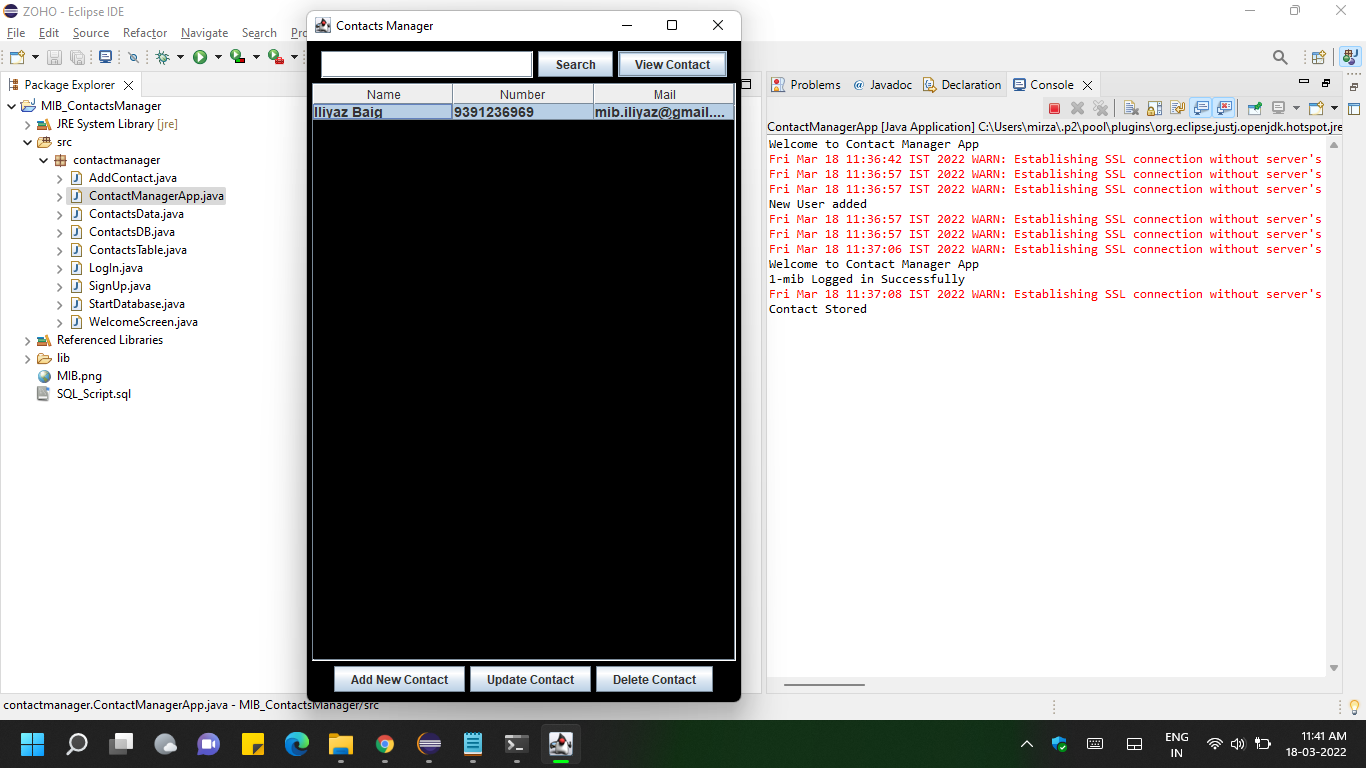 ZOHO - Eclipse IDE
File Edit Source Refactor Navigate Search
Package Explorer
MIB_ContactsManager
JRE System Library [jre]
src
contactmanager
AddContact.java
ContactManagerApp.java
ContactsData.java
ContactsDB.java
ContactsTable.java
LogIn.java
SignUp.java
StartDatabase.java
WelcomeScreen.java
Referenced Libraries
lib
MIB.png
SQL_Script.sql
Contacts Manager
Search View Contact
Name Number Mail
Iliyaz Baig 9391236969 mib.iliyaz@gmail....
Add New Contact Update Contact Delete Contact
Problems @ Javadoc Declaration Console
ContactManagerApp [Java Application] C:\Users\mirza\.p2\pool\plugins\org.eclipse.justj.openjdk.hotspot.jre
Welcome to Contact Manager App
Fri Mar 18 11:36:42 IST 2022 WARN: Establishing SSL connection without server's
Fri Mar 18 11:36:57 IST 2022 WARN: Establishing SSL connection without server's
Fri Mar 18 11:36:57 IST 2022 WARN: Establishing SSL connection without server's
New User added
Fri Mar 18 11:36:57 IST 2022 WARN: Establishing SSL connection without server's
Fri Mar 18 11:36:57 IST 2022 WARN: Establishing SSL connection without server's
Fri Mar 18 11:37:06 IST 2022 WARN: Establishing SSL connection without server's
Welcome to Contact Manager App
1-mib Logged in Successfully
Fri Mar 18 11:37:08 IST 2022 WARN: Establishing SSL connection without server's
Contact Stored
contactmanager.ContactManagerApp.java - MIB_ContactsManager/src
ENG
IN
11:41 AM
18-03-2022